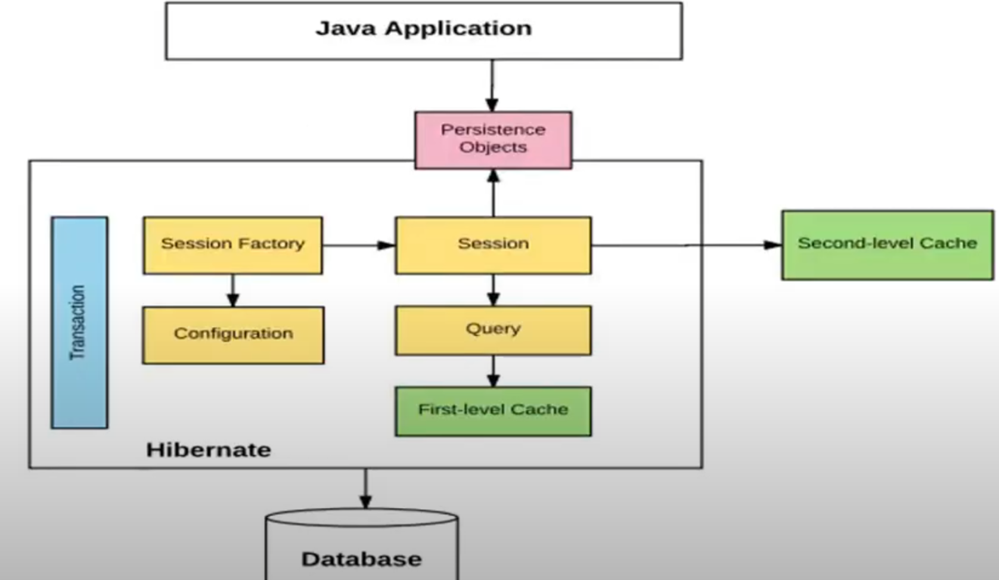 Java Application
Persistence
Objects
Session Factory
Session
Second-level Cache
Transaction
Configuration
Query
First-level Cache
Hibernate
Database